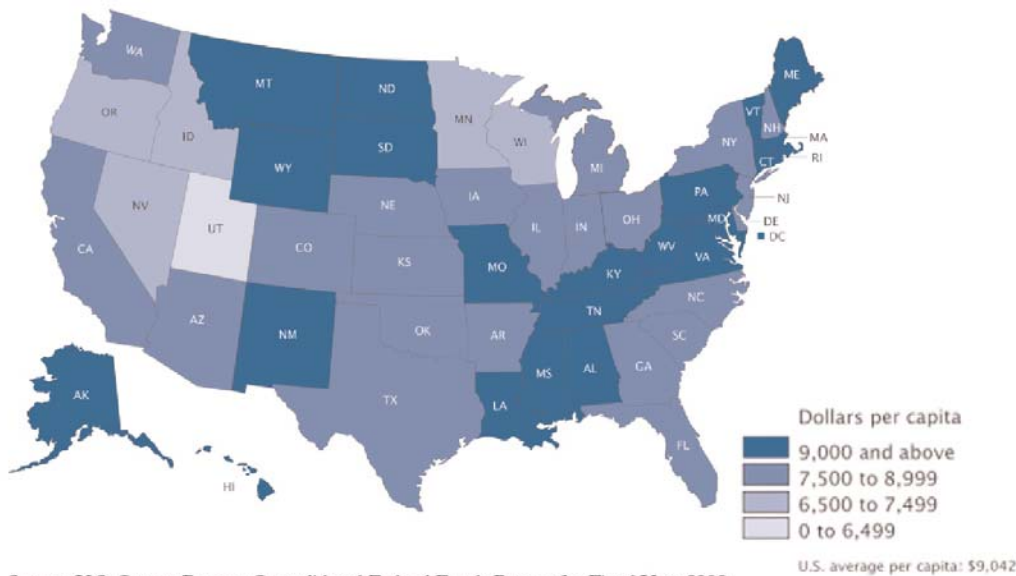 WA
MT
ND
ME
OR
ID
MN
VT
NH
MA
RI
WI
SD
NY
WY
MI
CT
NV
UT
NE
IA
PA
NJ
CA
CO
KS
IL
IN
OH
MD
DE
DC
WV
VA
MO
KY
AZ
NM
OK
AR
TN
NC
SC
AK
TX
LA
MS
AL
GA
FL
HI
Dollars per capita
9,000 and above
7,500 to 8,999
6,500 to 7,499
0 to 6,499
U.S. average per capita: $9,042